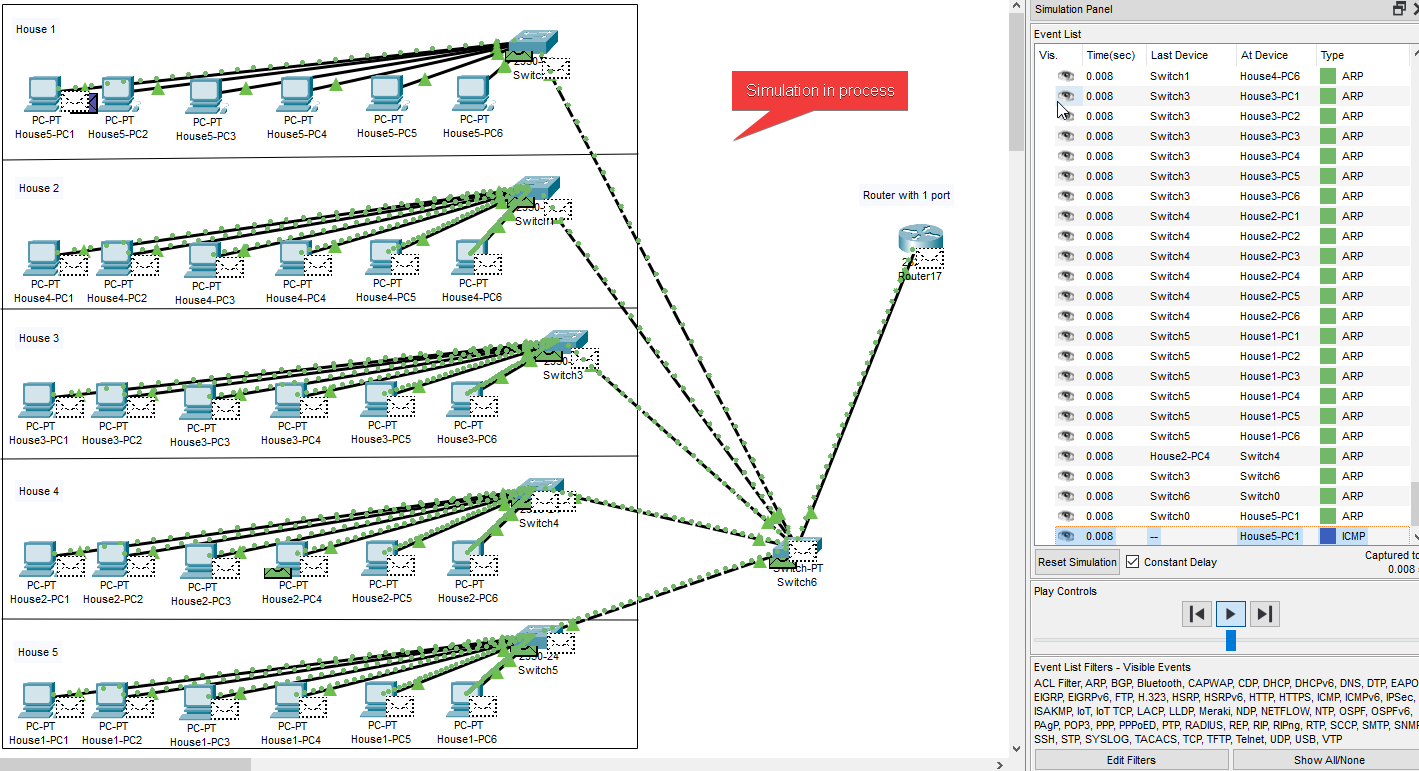 House 1
2950-
Switch
PC-PT
House5-PC1
PC-PT
House5-PC2
PC-PT
House5-PC3
PC-PT
House5-PC4
PC-PT
House5-PC5
PC-PT
House5-PC6
Simulation in process
House 2
Switch
PC-PT
House4-PC1
PC-PT
House4-PC2
PC-PT
House4-PC3
PC-PT
House4-PC4
PC-PT
House4-PC5
PC-PT
House4-PC6
Router with 1 port
Router17
House 3
Switch3
PC-PT
House3-PC1
PC-PT
House3-PC2
PC-PT
House3-PC3
PC-PT
House3-PC4
PC-PT
House3-PC5
PC-PT
House3-PC6
House 4
Switch4
PC-PT
House2-PC1
PC-PT
House2-PC2
PC-PT
House2-PC3
PC-PT
House2-PC4
PC-PT
House2-PC5
PC-PT
House2-PC6
Switch-PT
Switch6
House 5
2950-24
Switch5
PC-PT
House1-PC1
PC-PT
House1-PC2
PC-PT
House1-PC3
PC-PT
House1-PC4
PC-PT
House1-PC5
PC-PT
House1-PC6
Simulation Panel
Event List
Vis. Time(sec) Last Device At Device Type
0.008 Switch1 House4-PC6 ARP
0.008 Switch3 House3-PC1 ARP
0.008 Switch3 House3-PC2 ARP
0.008 Switch3 House3-PC3 ARP
0.008 Switch3 House3-PC4 ARP
0.008 Switch3 House3-PC5 ARP
0.008 Switch3 House3-PC6 ARP
0.008 Switch4 House2-PC1 ARP
0.008 Switch4 House2-PC2 ARP
0.008 Switch4 House2-PC3 ARP
0.008 Switch4 House2-PC4 ARP
0.008 Switch4 House2-PC5 ARP
0.008 Switch4 House2-PC6 ARP
0.008 Switch5 House1-PC1 ARP
0.008 Switch5 House1-PC2 ARP
0.008 Switch5 House1-PC3 ARP
0.008 Switch5 House1-PC4 ARP
0.008 Switch5 House1-PC5 ARP
0.008 Switch5 House1-PC6 ARP
0.008 House2-PC4 Switch4 ARP
0.008 Switch3 Switch6 ARP
0.008 Switch6 Switch0 ARP
0.008 Switch0 House5-PC1 ARP
0.008 -- House5-PC1 ICMP
Reset Simulation Constant Delay Captured to
0.008
Play Controls
Event List Filters - Visible Events
ACL Filter, ARP, BGP, Bluetooth, CAPWAP, CDP, DHCP, DHCPv6, DNS, DTP, EAPO
EIGRP, EIGRPv6, FTP, H.323, HSRP, HSRPv6, HTTP, HTTPS, ICMP, ICMPv6, IPSec,
ISAKMP, IoT, IoT TCP, LACP, LLDP, Meraki, NDP, NETFLOW, NTP, OSPF, OSPFv6,
PAgP, POP3, PPP, PPPoED, PTP, RADIUS, REP, RIP, RIPng, RTP, SCCP, SMTP, SNMP
SSH, STP, SYSLOG, TACACS, TCP, TFTP, Telnet, UDP, USB, VTP
Edit Filters Show All/None